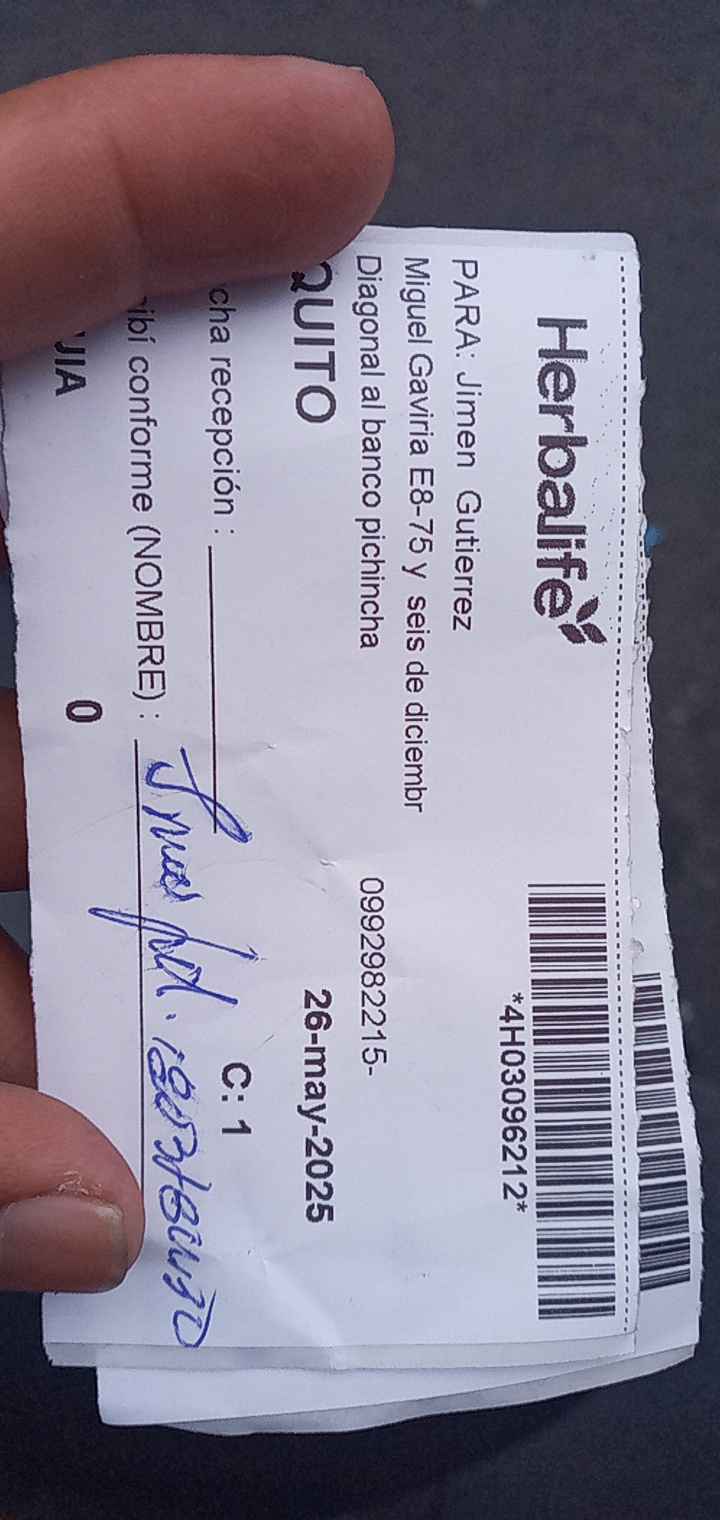 Herbalife
*4H03096212*
PARA: Jimen Gutierrez
Miguel Gaviria E8-75 y seis de diciembr
Diagonal al banco pichincha 0992982215-
QUITO 26-may-2025
cha recepción : C: 1
ibí conforme (NOMBRE) :
JIA 0